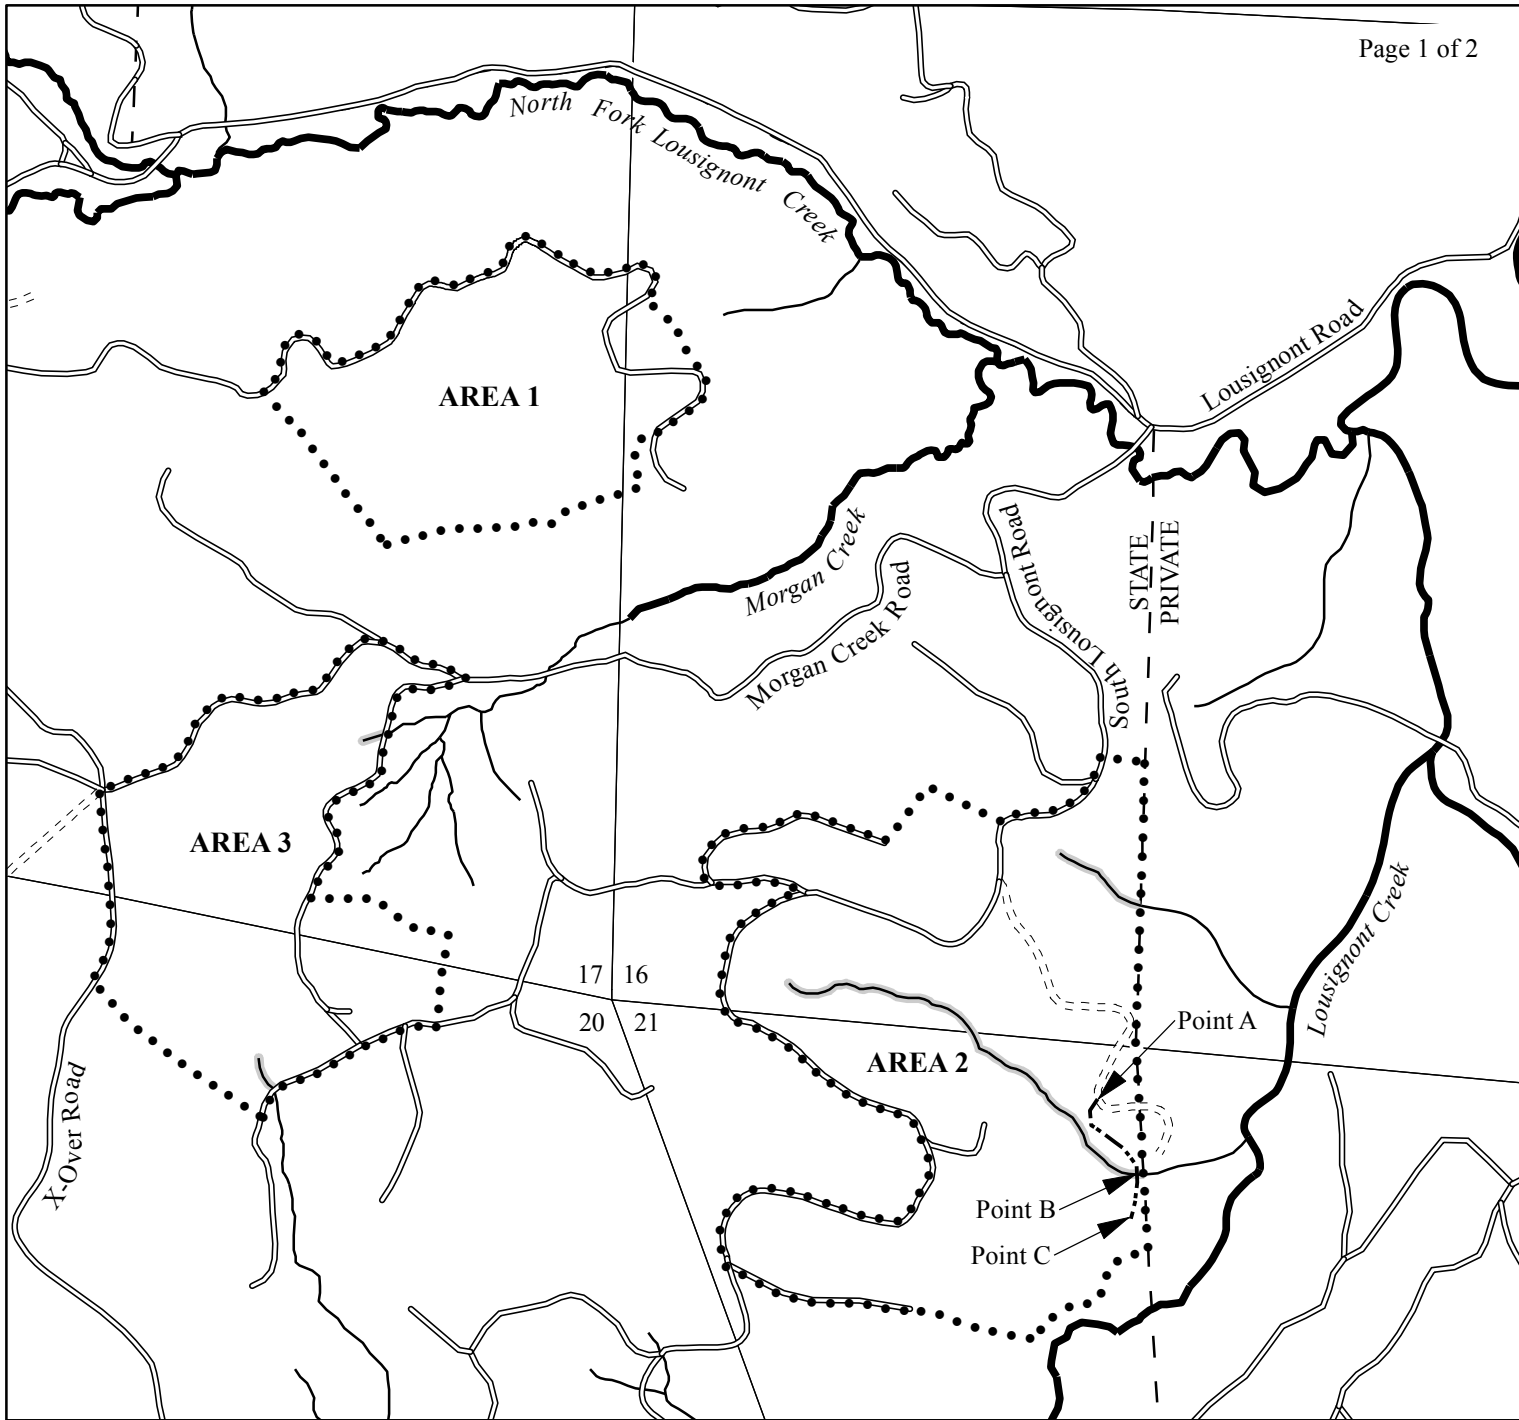 Page 1 of 2
North Fork Lousignont Creek
Lousignont Road
AREA 1
Morgan Creek
Morgan Creek Road
South Lousignont Road
STATE
PRIVATE
AREA 3
Lousignont Creek
17 16
20 21
Point A
AREA 2
X-Over Road
Point B
Point C